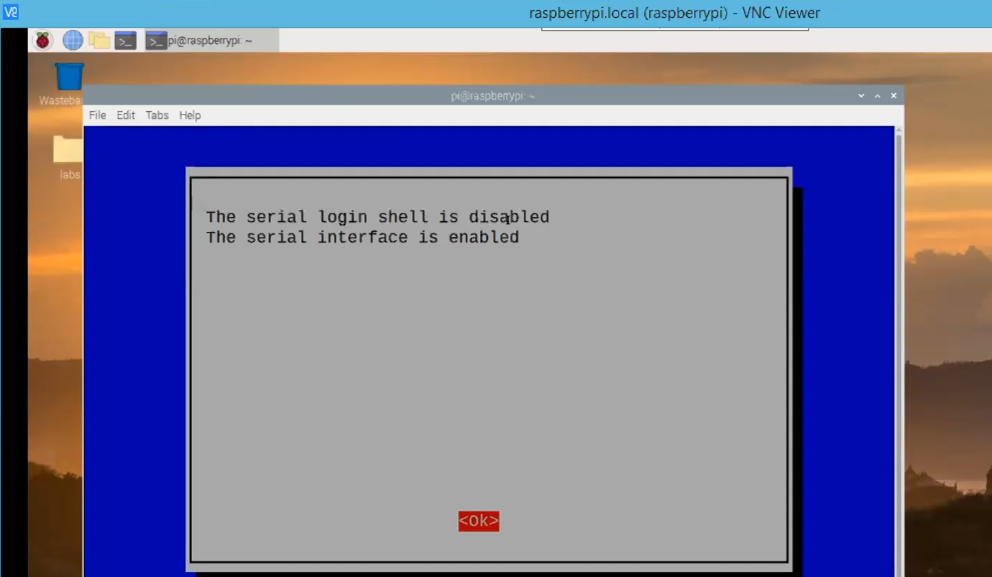 raspberrypi.local (raspberrypi) - VNC Viewer
pi@raspberrypi: ~
Wasteba
pi@raspberrypi: ~
File Edit Tabs Help
labs
The serial login shell is disabled
The serial interface is enabled
<Ok>